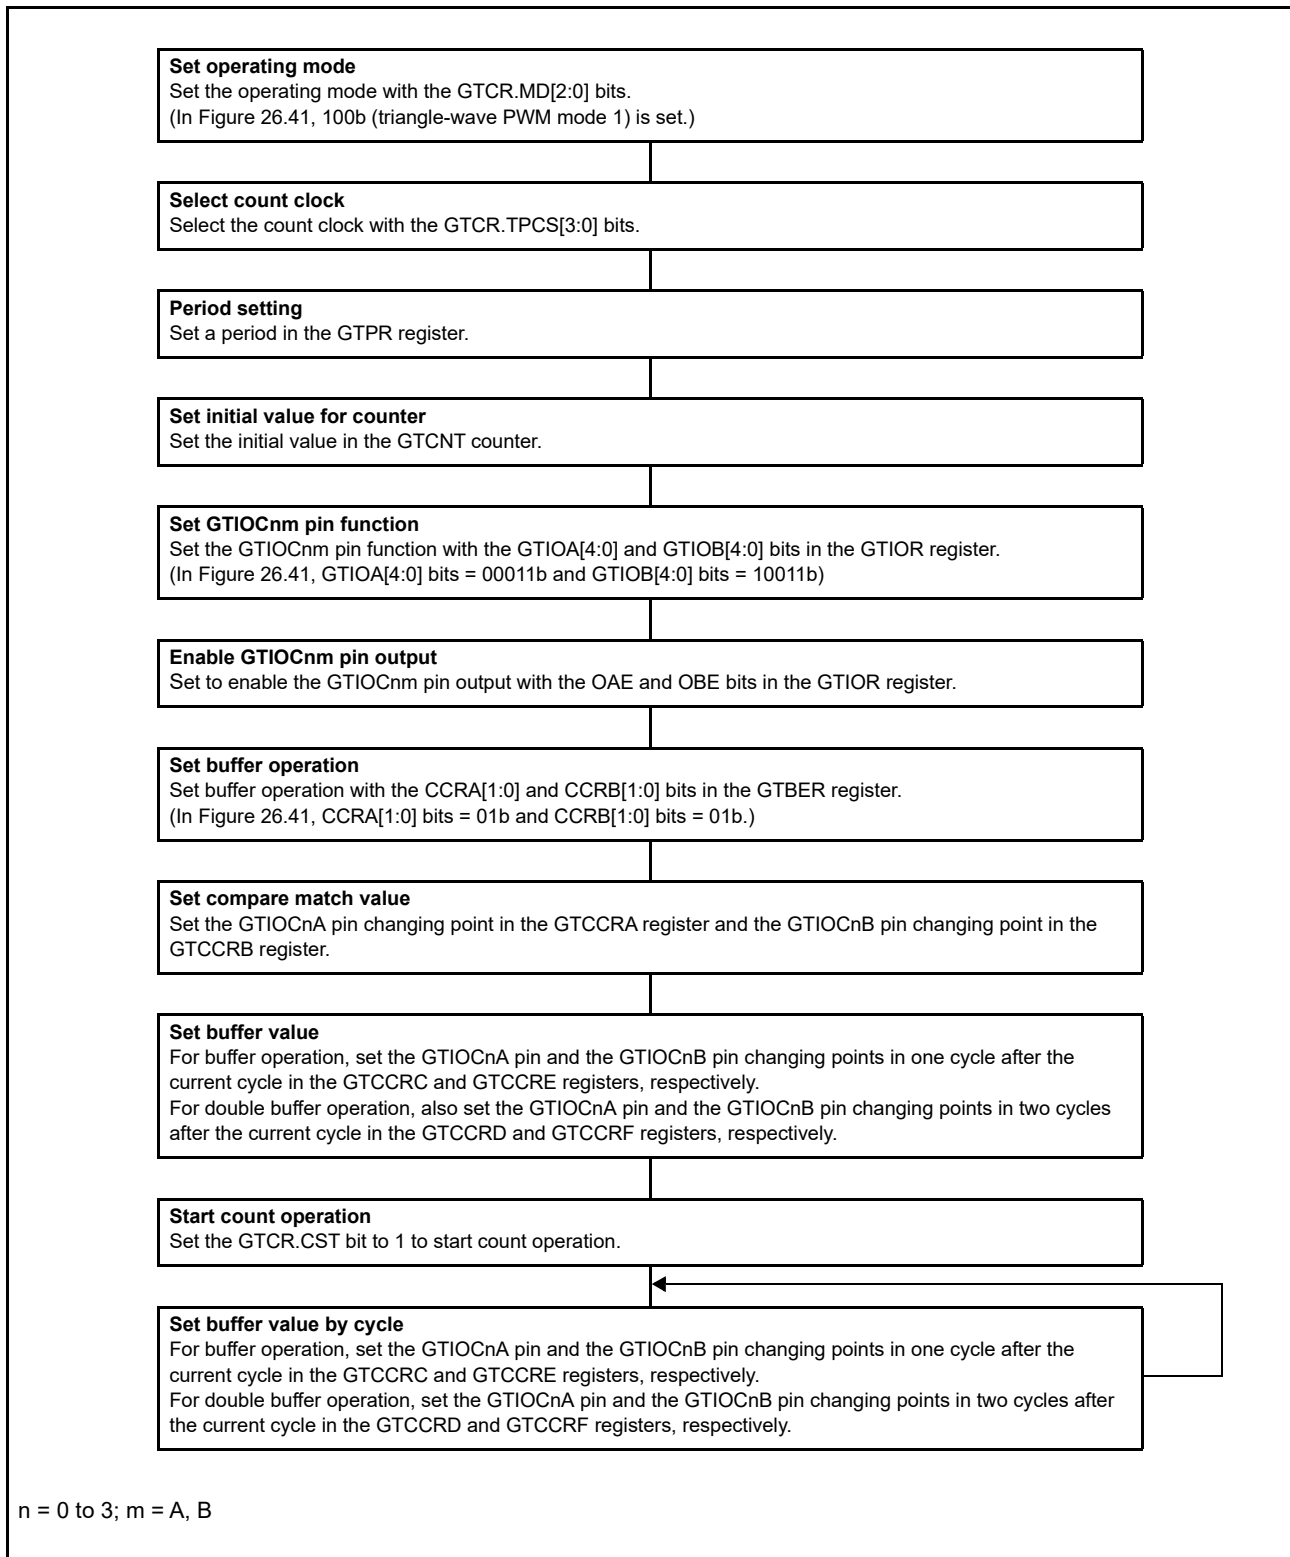 Set operating mode
Set the operating mode with the GTCR.MD[2:0] bits.
(In Figure 26.41, 100b (triangle-wave PWM mode 1) is set.)
Select count clock
Select the count clock with the GTCR.TPCS[3:0] bits.
Period setting
Set a period in the GTPR register.
Set initial value for counter
Set the initial value in the GTCNT counter.
Set GTIOCnm pin function
Set the GTIOCnm pin function with the GTIOA[4:0] and GTIOB[4:0] bits in the GTIOR register.
(In Figure 26.41, GTIOA[4:0] bits = 00011b and GTIOB[4:0] bits = 10011b)
Enable GTIOCnm pin output
Set to enable the GTIOCnm pin output with the OAE and OBE bits in the GTIOR register.
Set buffer operation
Set buffer operation with the CCRA[1:0] and CCRB[1:0] bits in the GTBER register.
(In Figure 26.41, CCRA[1:0] bits = 01b and CCRB[1:0] bits = 01b.)
Set compare match value
Set the GTIOCnA pin changing point in the GTCCRA register and the GTIOCnB pin changing point in the
GTCCRB register.
Set buffer value
For buffer operation, set the GTIOCnA pin and the GTIOCnB pin changing points in one cycle after the
current cycle in the GTCCRC and GTCCRE registers, respectively.
For double buffer operation, also set the GTIOCnA pin and the GTIOCnB pin changing points in two cycles
after the current cycle in the GTCCRD and GTCCRF registers, respectively.
Start count operation
Set the GTCR.CST bit to 1 to start count operation.
Set buffer value by cycle
For buffer operation, set the GTIOCnA pin and the GTIOCnB pin changing points in one cycle after the
current cycle in the GTCCRC and GTCCRE registers, respectively.
For double buffer operation, set the GTIOCnA pin and the GTIOCnB pin changing points in two cycles after
the current cycle in the GTCCRD and GTCCRF registers, respectively.
n = 0 to 3; m = A, B